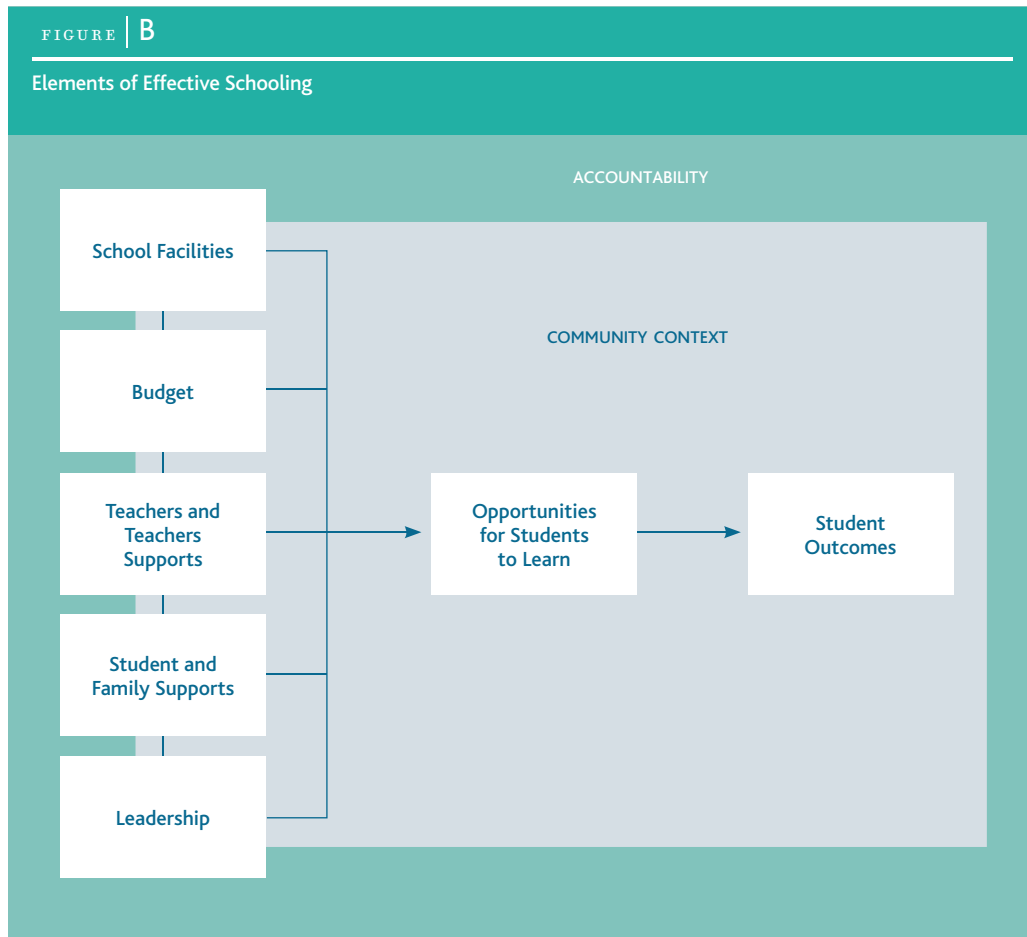 FIGURE | B
Elements of Effective Schooling
ACCOUNTABILITY
School Facilities
COMMUNITY CONTEXT
Budget
Teachers and
Teachers
Supports
Opportunities
for Students
to Learn
Student
Outcomes
Student and
Family Supports
Leadership